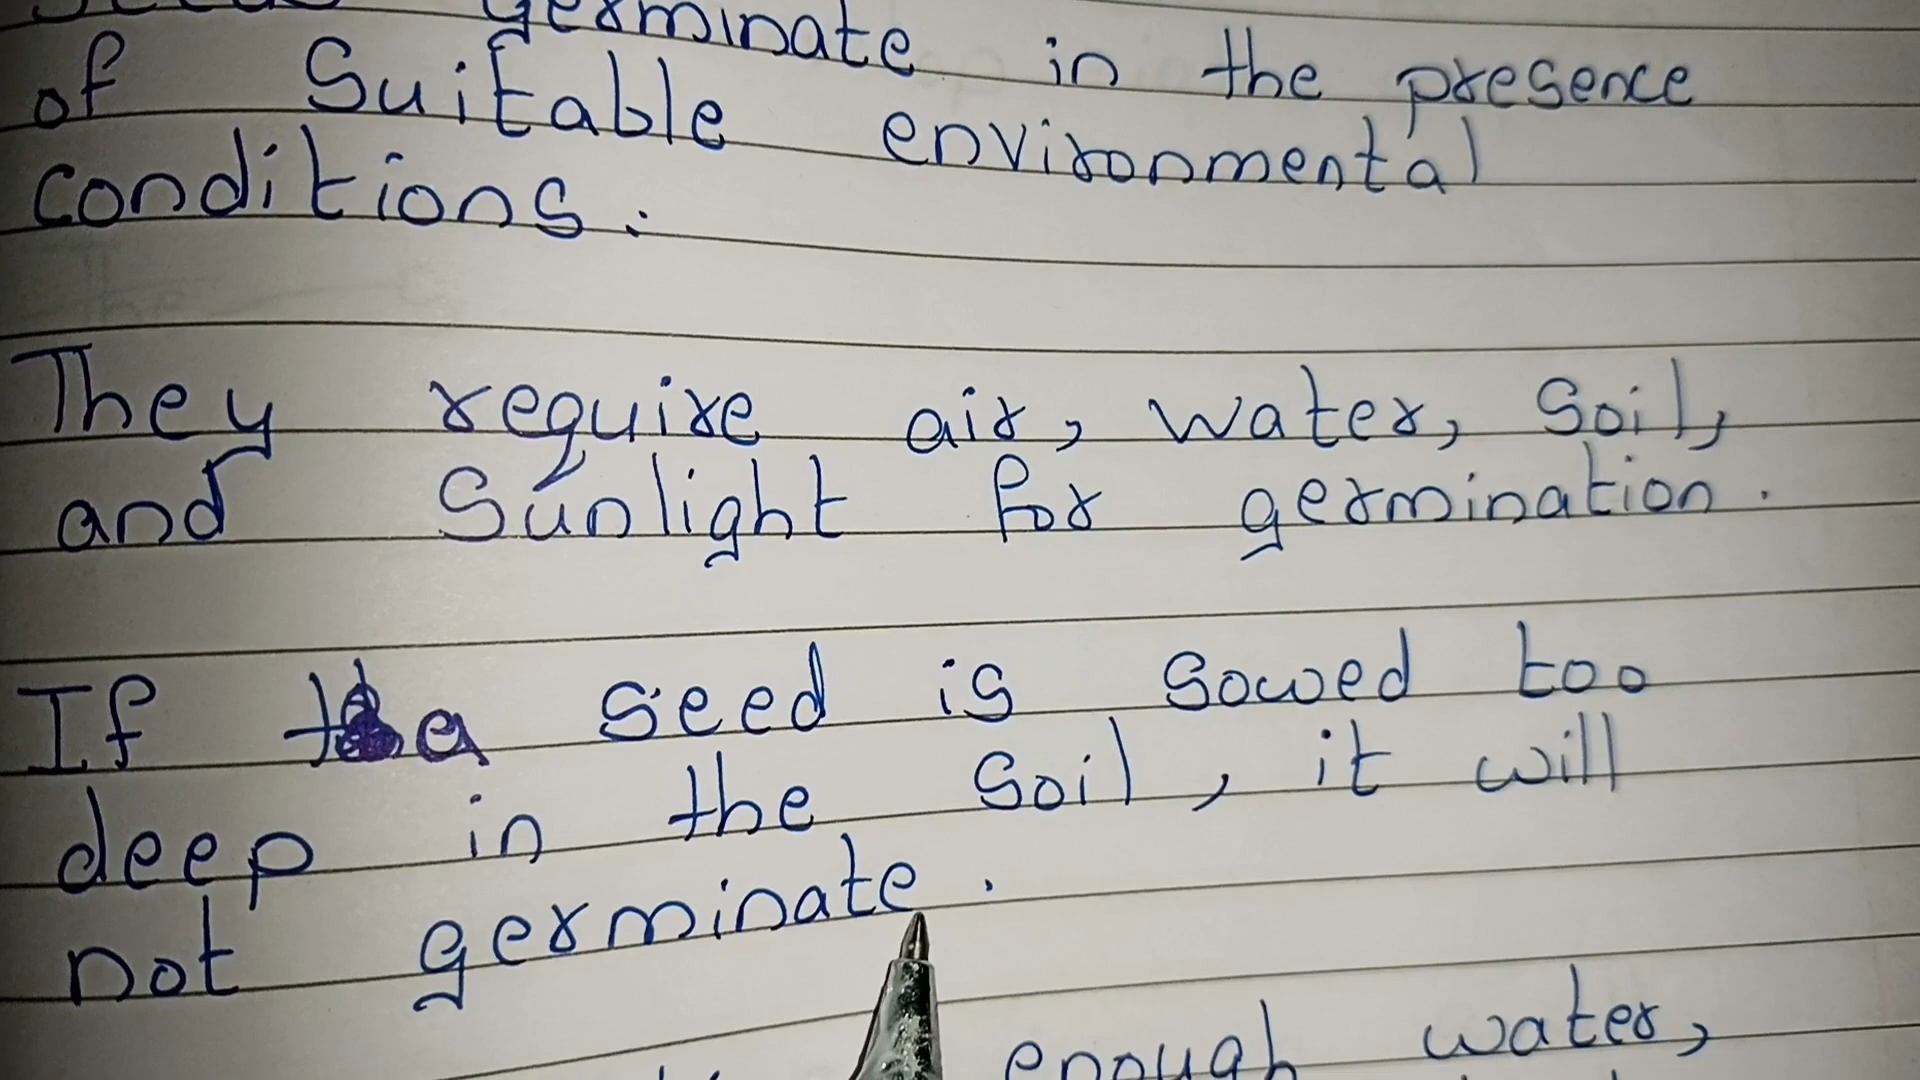 germinate in the presence
of Suitable environmental
conditions.
They require air, water, Soil,
and Sunlight for germination.
If a seed is sowed too
deep in the soil, it will
not germinate.
enough water,